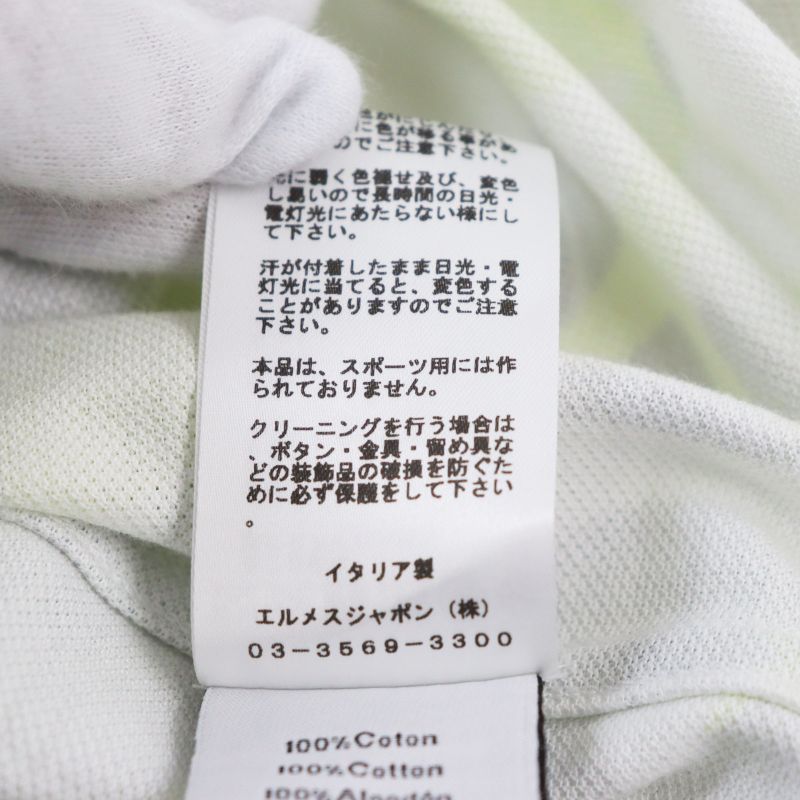 に色が移る事があ
のでご注意下さい。
光に弱く色褪せ及び、変色
し易いので長時間の日光・
電灯光にあたらない様にし
て下さい。
汗が付着したまま日光・電
灯光に当てると、変色する
ことがありますのでご注意
下さい。
本品は、スポーツ用には作
られておりません。
クリーニングを行う場合は
、ボタン・金具・留め具な
どの装飾品の破損を防ぐた
めに必ず保護をして下さい
。
イタリア製
エルメスジャポン（株）
03-3569-3300
100%Coton
100%Cotton
100%Algodón